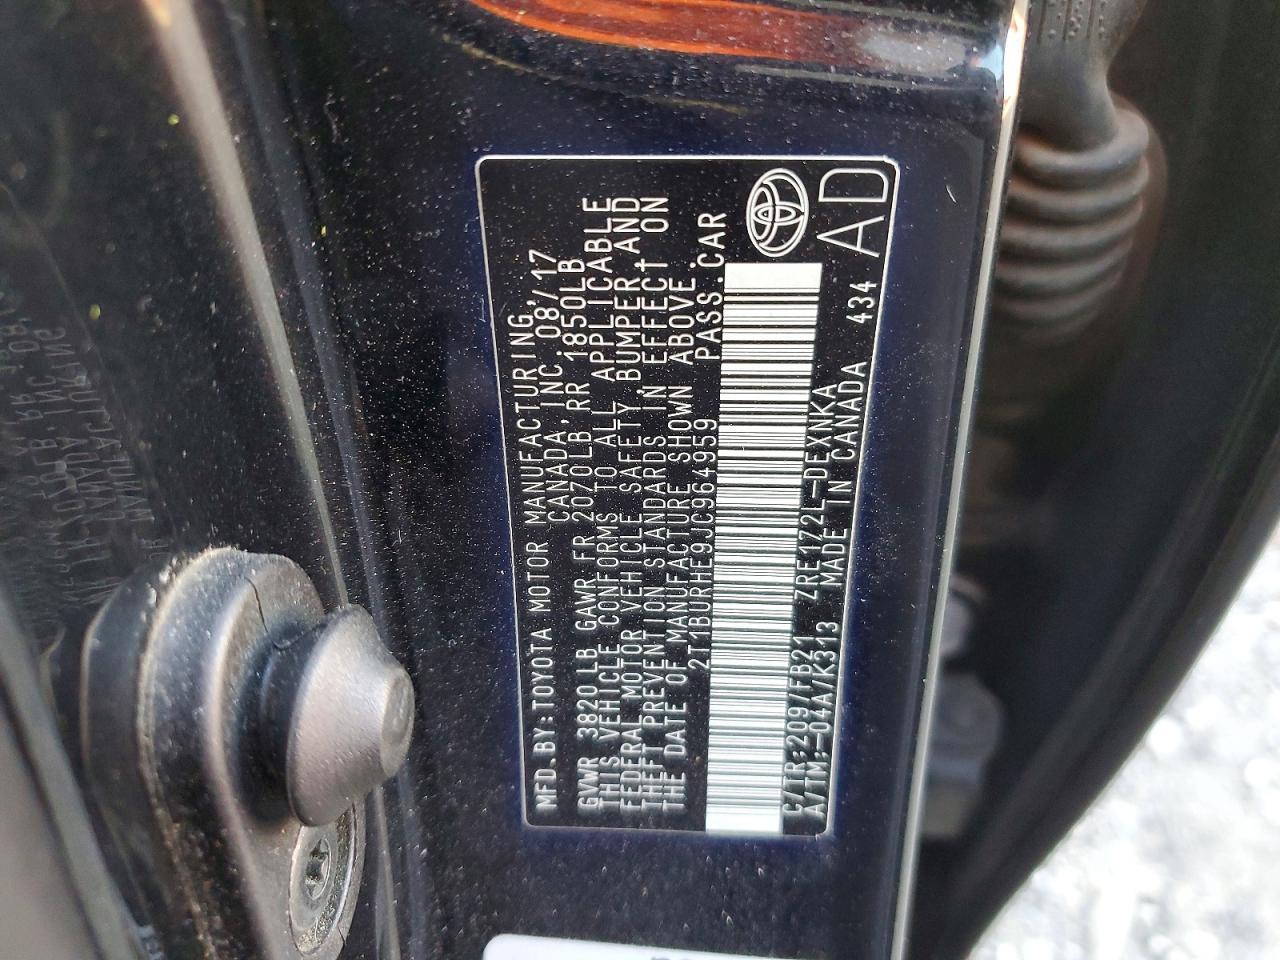 MFD.BY:TOYOTA MOTOR MANUFACTURING,
CANADA, INC. 08/17
GVWR 3820LB GAWR FR 2070LB RR 1850LB
THIS VEHICLE CONFORMS TO ALL APPLICABLE
FEDERAL MOTOR VEHICLE SAFETY, BUMPER, AND
THEFT PREVENTION STANDARDS IN EFFECT ON
THE DATE OF MANUFACTURE SHOWN ABOVE.
2T1BURHE9JC964959 PASS.CAR
C/TR:209/FB21 ZRE172L-DEXNKA
A/TM:-04A/K313 MADE IN CANADA 434
AD